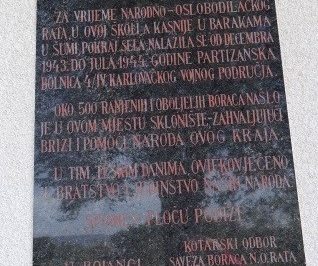 ZA VRIJEME NARODNO-OSLOBODILAČKOG
RATA U OVOJ ŠKOLI A KASNIJE U BARAKAMA
U ŠUMI, POKRAJ SELA NALAZILA SE OD DECEMBRA
1943. DO JULA 1944. GODINE PARTIZANSKA
BOLNICA 4/IV. KARLOVAČKOG VOJNOG PODRUČJA.
OKO 500 RANJENIH I OBOLJELIH BORACA NAŠLO
JE U OVOM MJESTU SKLONIŠTE-ZAHVALJUJUĆI
BRIZI I POMOĆI NARODA OVOG KRAJA.
U TIM, TEŠKIM DANIMA, OVJEKOVJEČENO
JE BRATSTVO I JEDINSTVO NAŠIH NARODA.
SPOMEN PLOČU PODIŽE
KOTARSKI ODBOR
U BOJANCI
SAVEZA BORACA N.O.RATA